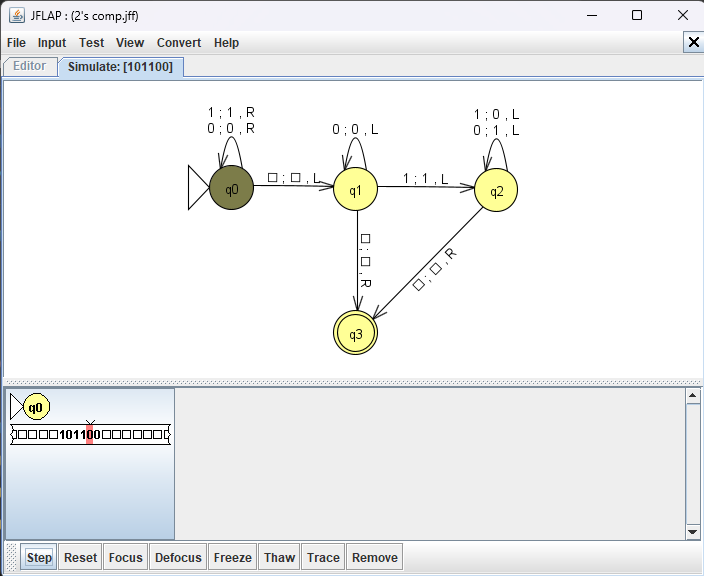 JFLAP : (2's comp.jff)
File Input Test View Convert Help
Editor Simulate: [101100]
1 ; 1 , R
0 ; 0 , R
0 ; 0 , L
1 ; 0 , L
0 ; 1 , L
q0
□ ; □ , L
q1
1 ; 1 , L
q2
□ ; □ , R
□ ; □ , R
q3
q0
□□□□□101100□□□□□□□
Step Reset Focus Defocus Freeze Thaw Trace Remove